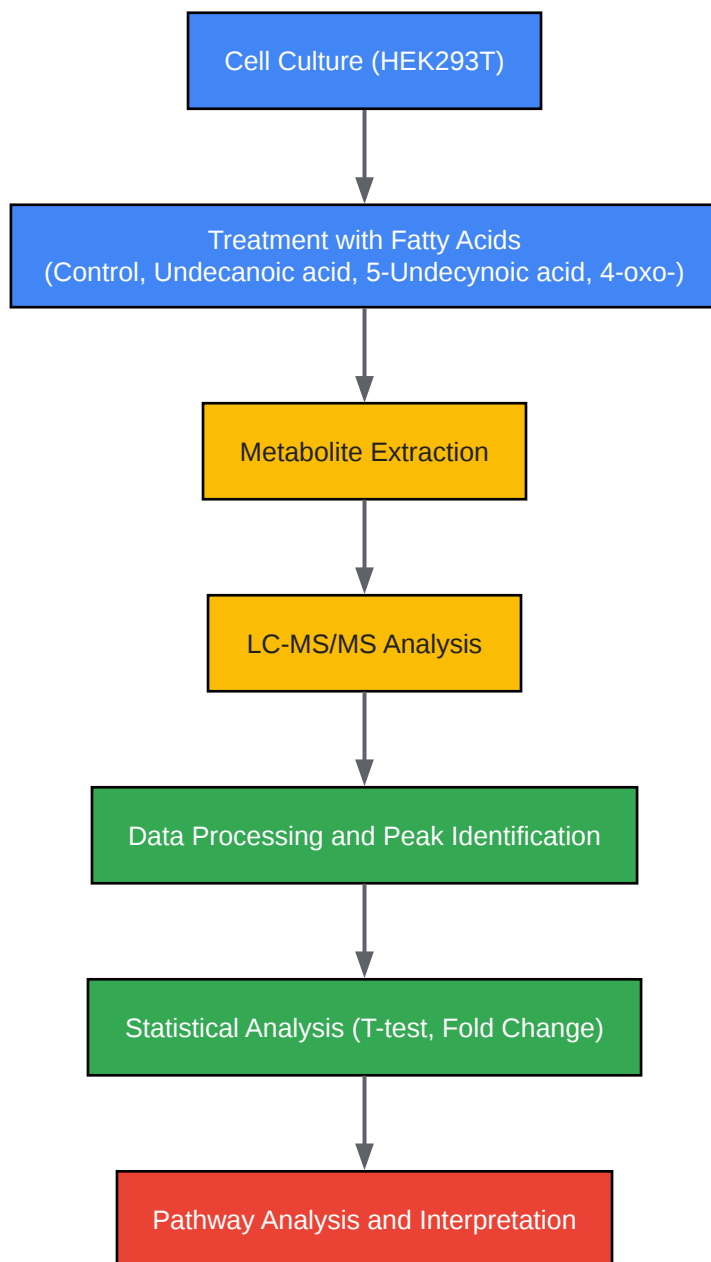 Cell Culture (HEK293T)
Treatment with Fatty Acids
(Control, Undecanoic acid, 5-Undecynoic acid, 4-oxo-)
Metabolite Extraction
LC-MS/MS Analysis
Data Processing and Peak Identification
Statistical Analysis (T-test, Fold Change)
Pathway Analysis and Interpretation